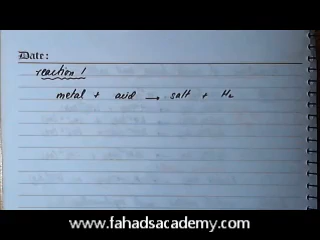 Date:
reaction 1
metal + acid → salt + H₂
www.fahadsacademy.com